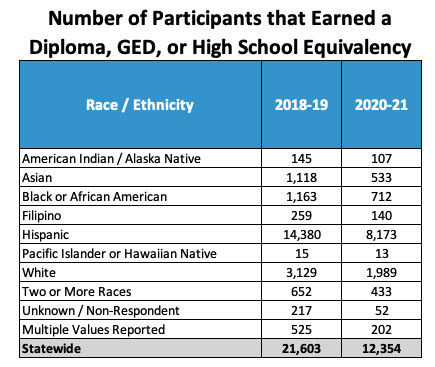 Number of Participants that Earned a
Diploma, GED, or High School Equivalency
Race / Ethnicity 2018-19 2020-21
American Indian / Alaska Native 145 107
Asian 1,118 533
Black or African American 1,163 712
Filipino 259 140
Hispanic 14,380 8,173
Pacific Islander or Hawaiian Native 15 13
White 3,129 1,989
Two or More Races 652 433
Unknown / Non-Respondent 217 52
Multiple Values Reported 525 202
Statewide 21,603 12,354